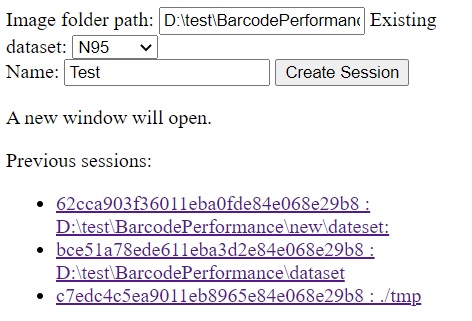 Image folder path: D:\test\BarcodePerformanc Existing
dataset: N95
Name: Test Create Session
A new window will open.
Previous sessions:
62cca903f36011eba0fde84e068e29b8 :
D:\test\BarcodePerformance\new\dateset:
bce51a78ede611eba3d2e84e068e29b8 :
D:\test\BarcodePerformance\dataset
c7edc4c5ea9011eb8965e84e068e29b8 : ./tmp